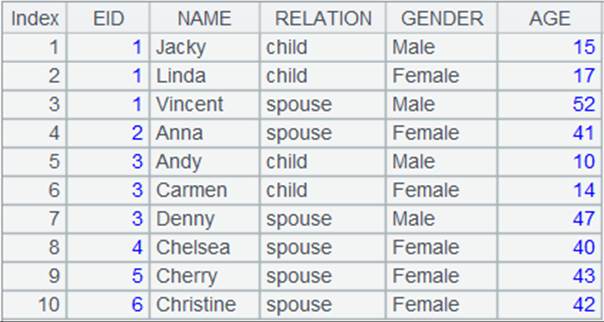 Index EID NAME RELATION GENDER AGE
1 1 Jacky child Male 15
2 1 Linda child Female 17
3 1 Vincent spouse Male 52
4 2 Anna spouse Female 41
5 3 Andy child Male 10
6 3 Carmen child Female 14
7 3 Denny spouse Male 47
8 4 Chelsea spouse Female 40
9 5 Cherry spouse Female 43
10 6 Christine spouse Female 42